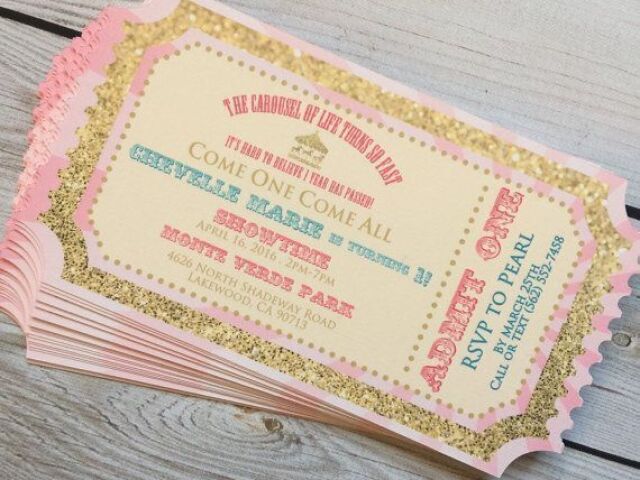 THE CAROUSEL OF LIFE TURNS SO FAST
IT'S HARD TO BELIEVE 1 YEAR HAS PASSED!
COME ONE COME ALL
CHEVELLE MARIE IS TURNING 1!
SHOWTIME
APRIL 16, 2016 · 2PM-7PM
MONTE VERDE PARK
4626 NORTH SHADEWAY ROAD
LAKEWOOD, CA 90713
ADMIT ONE
RSVP TO PEARL
BY MARCH 25TH
CALL OR TEXT (562) 352-7458